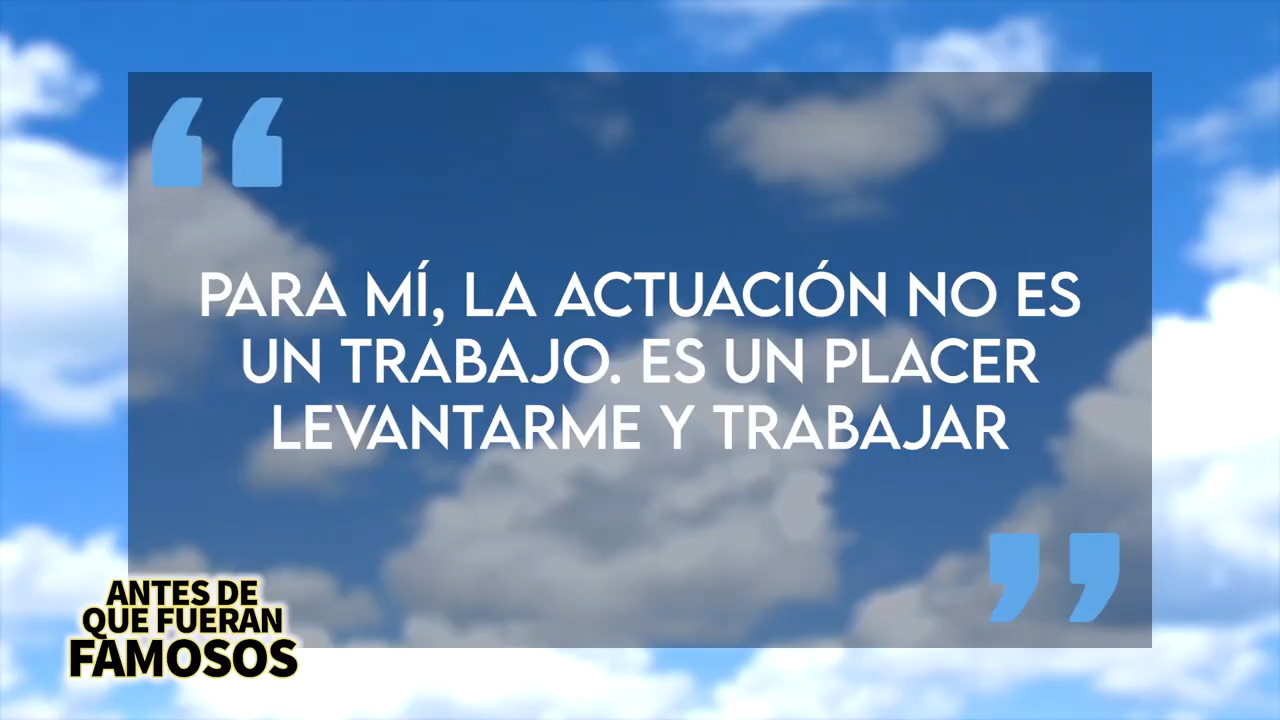 “
PARA MÍ, LA ACTUACIÓN NO ES
UN TRABAJO. ES UN PLACER
LEVANTARME Y TRABAJAR
”
ANTES DE
QUE FUERAN
FAMOSOS